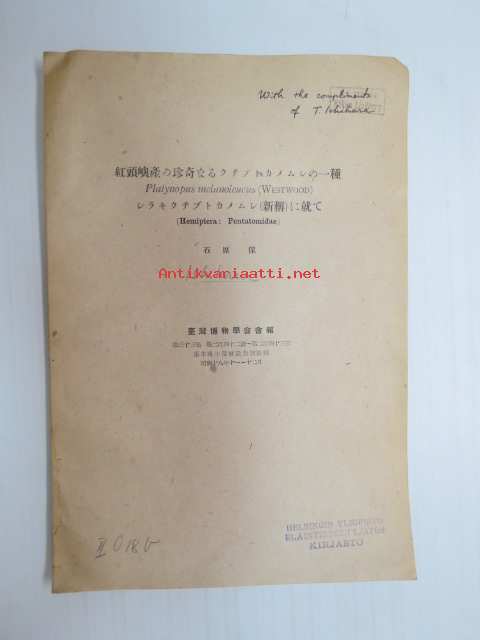 With the compliments
of T. Ishihara
紅頭嶼産の珍奇なるクチブトカメムシの一種
Platynopus melanoleucus (WESTWOOD)
シラキクチブトカメムシ(新稱)に就て
(Hemiptera: Pentatomidae)
石原 保
Antikvariaatti.net
臺灣博物學會會報
HELSINGIN YLIOPISTO
ELÄINTIETEELL. LAITOS
KIRJASTO